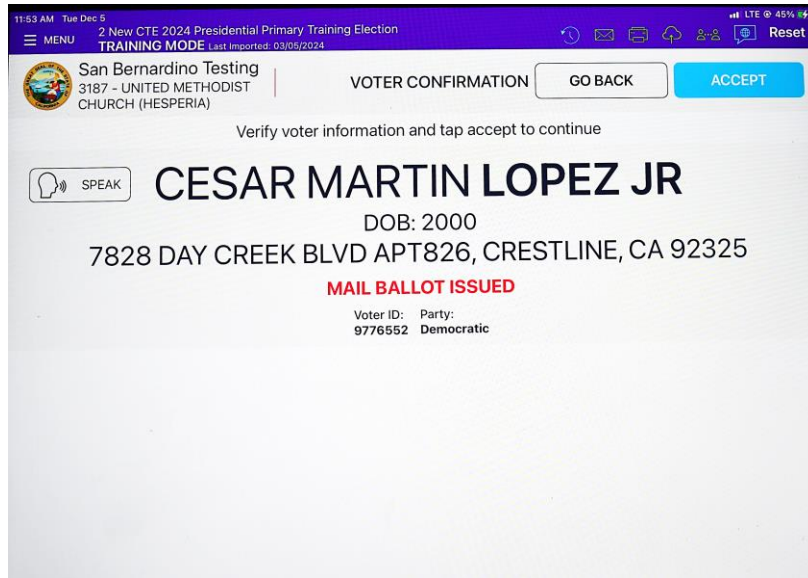 11:53 AM Tue Dec 5
LTE 45%
MENU
2 New CTE 2024 Presidential Primary Training Election
TRAINING MODE Last Imported: 03/05/2024
Reset
San Bernardino Testing
3187 - UNITED METHODIST
CHURCH (HESPERIA)
VOTER CONFIRMATION
GO BACK
ACCEPT
Verify voter information and tap accept to continue
SPEAK
CESAR MARTIN LOPEZ JR
DOB: 2000
7828 DAY CREEK BLVD APT826, CRESTLINE, CA 92325
MAIL BALLOT ISSUED
Voter ID: Party:
9776552 Democratic